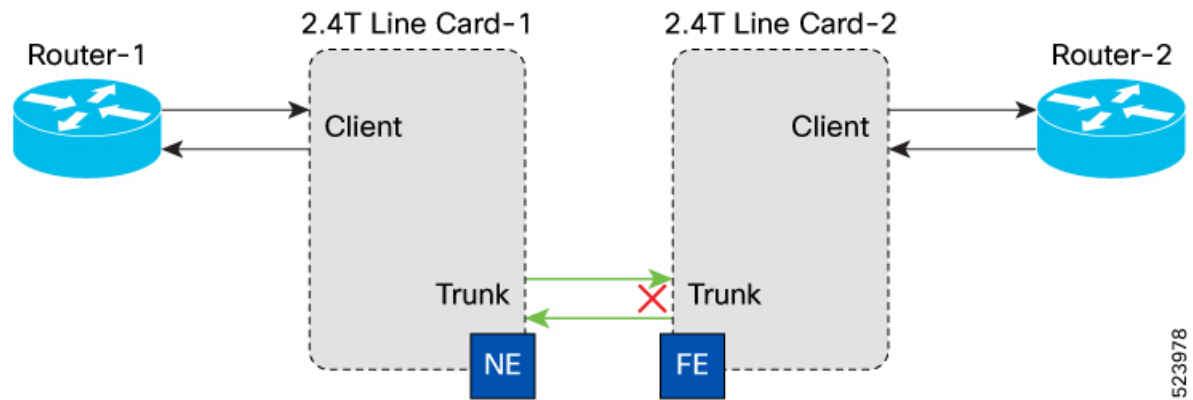 2.4T Line Card-1
2.4T Line Card-2
Router-1
Router-2
Client
Client
Trunk
Trunk
NE
FE
523978